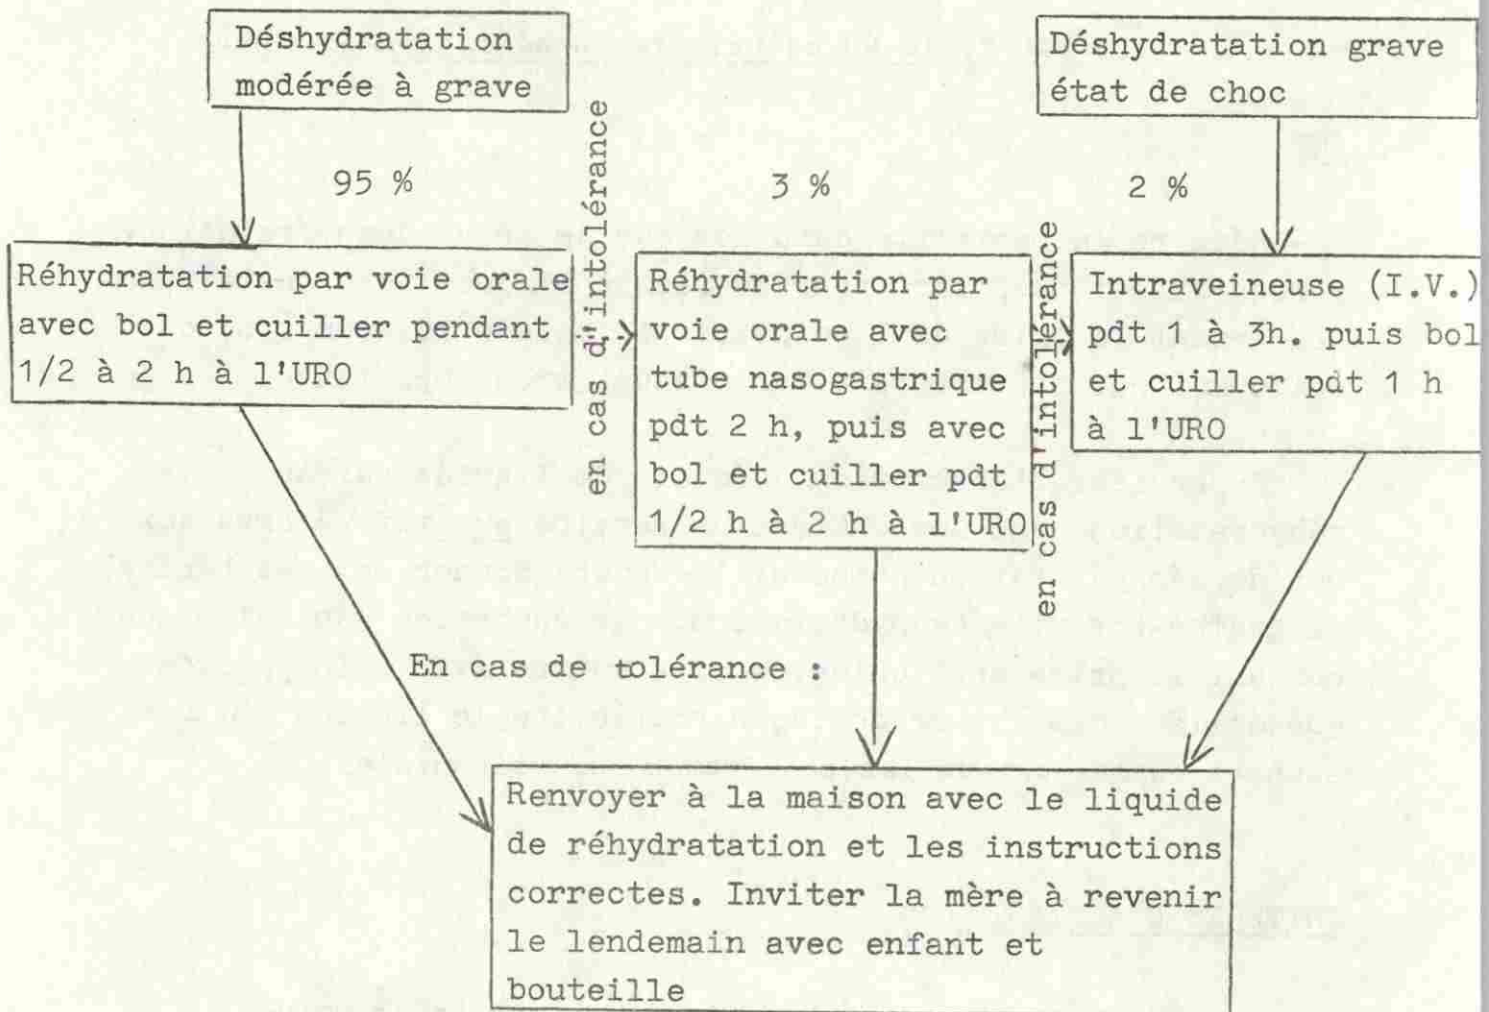 Déshydratation
modérée à grave
Déshydratation grave
état de choc
95 %
3 %
2 %
Réhydratation par voie orale
avec bol et cuiller pendant
1/2 à 2 h à l'URO
en cas d'intolérance
Réhydratation par
voie orale avec
tube nasogastrique
pdt 2 h, puis avec
bol et cuiller pdt
1/2 h à 2 h à l'URO
en cas d'intolérance
Intraveineuse (I.V.)
pdt 1 à 3h. puis bol
et cuiller pdt 1 h
à l'URO
En cas de tolérance :
Renvoyer à la maison avec le liquide
de réhydratation et les instructions
correctes. Inviter la mère à revenir
le lendemain avec enfant et
bouteille